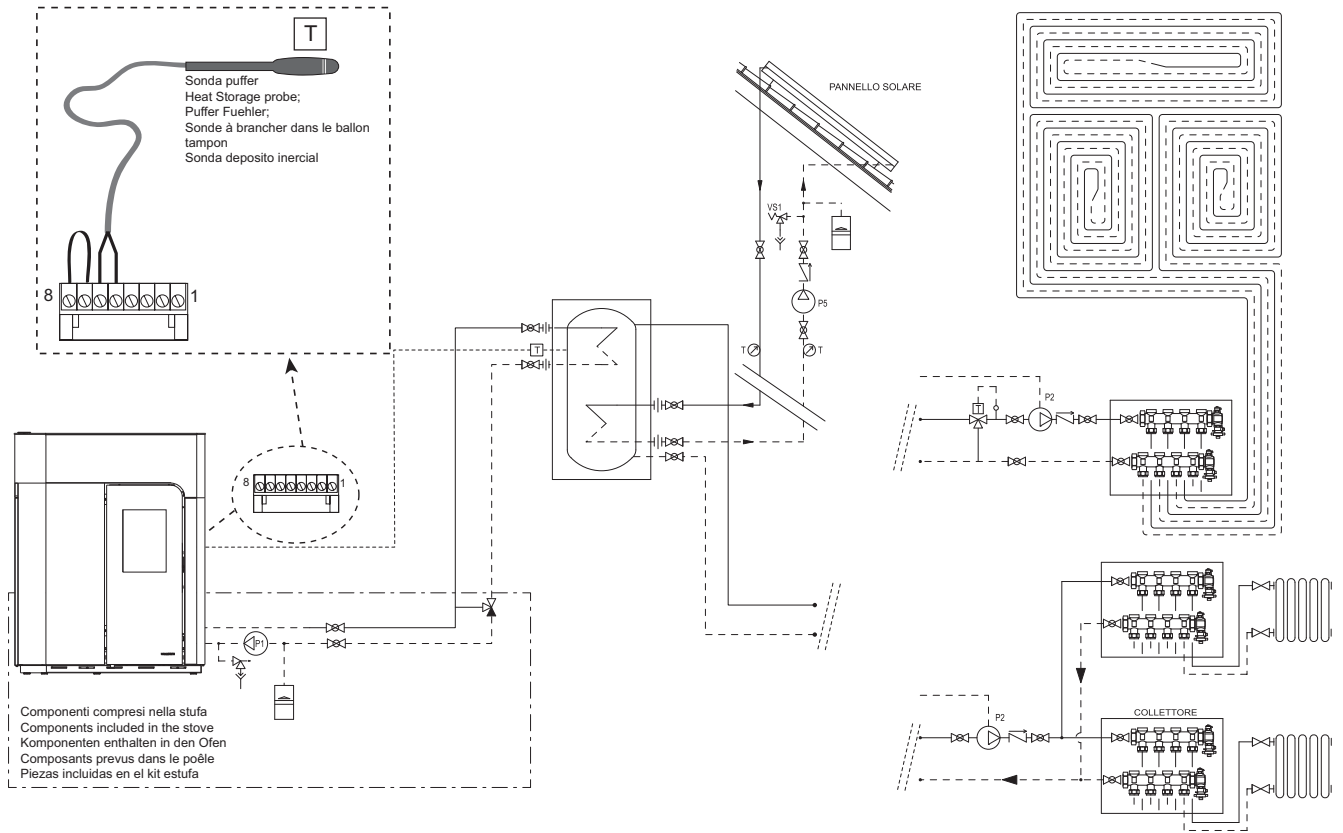 T
Sonda puffer
Heat Storage probe;
Puffer Fuehler;
Sonde à brancher dans le ballon
tampon
Sonda deposito inercial
8
1
PANNELLO SOLARE
VS1
P5
T
T
T
P2
T
8
1
P1
Componenti compresi nella stufa
Components included in the stove
Komponenten enthalten in den Ofen
Composants prevus dans le poêle
Piezas incluidas en el kit estufa
P2
COLLETTORE